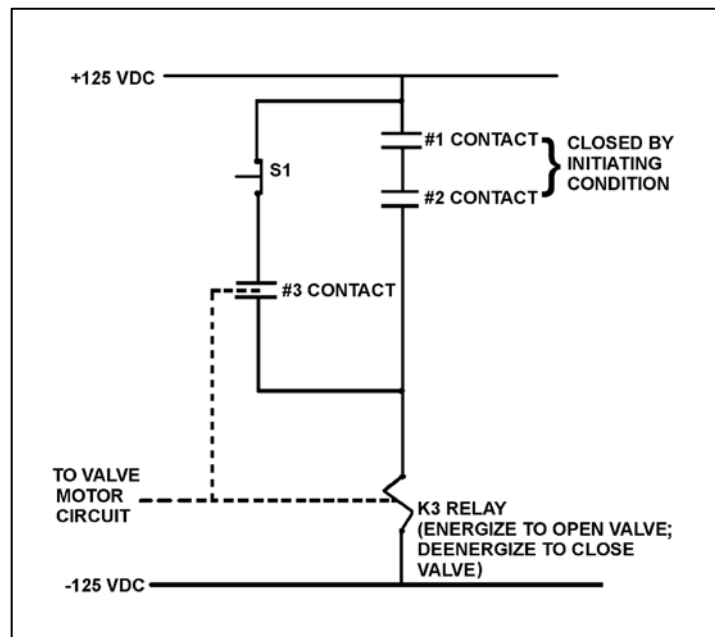 +125 VDC
#1 CONTACT
CLOSED BY
INITIATING
CONDITION
S1
#2 CONTACT
#3 CONTACT
TO VALVE
MOTOR
CIRCUIT
K3 RELAY
(ENERGIZE TO OPEN VALVE;
DEENERGIZE TO CLOSE
VALVE)
-125 VDC